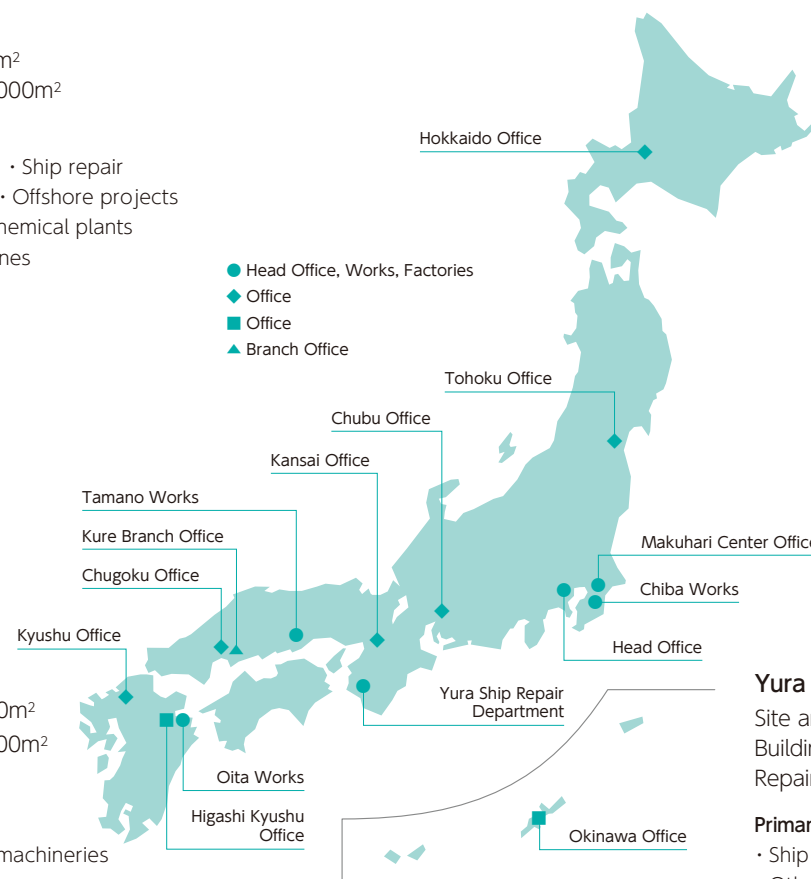 m²
000m²
・Ship repair
・Offshore projects
hemical plants
nes
Hokkaido Office
Head Office, Works, Factories
Office
Office
Branch Office
Tohoku Office
Chubu Office
Kansai Office
Tamano Works
Kure Branch Office
Chugoku Office
Kyushu Office
Makuhari Center Office
Chiba Works
Head Office
Yura Ship Repair
Department
Oita Works
Higashi Kyushu
Office
Okinawa Office
0m²
00m²
machineries
Yura
Site a
Buildin
Repai
Primar
・Ship